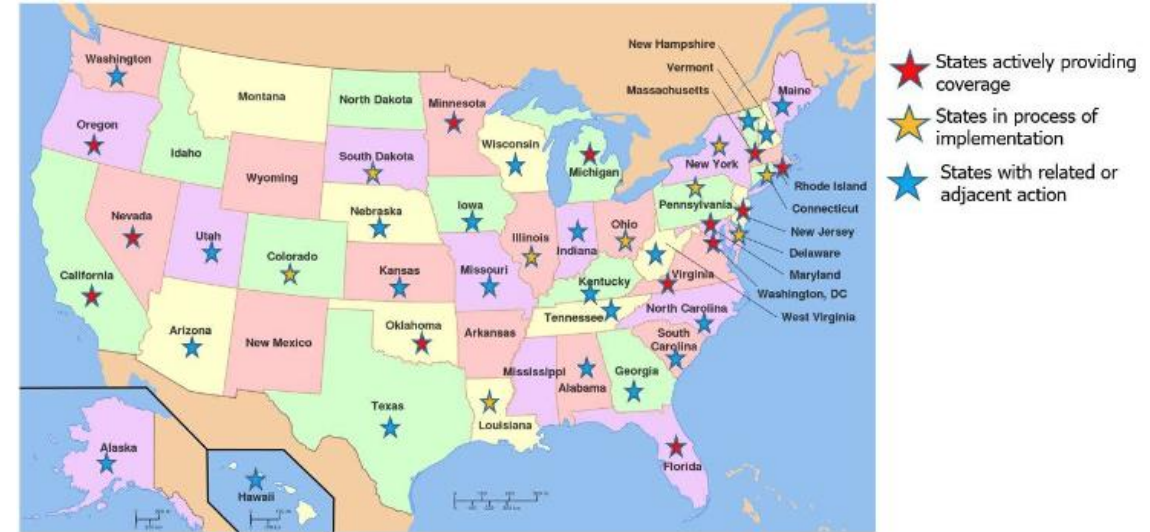 New Hampshire
Vermont
Massachusetts
Washington
Montana
North Dakota
Minnesota
Maine
Oregon
Idaho
South Dakota
Wisconsin
Michigan
New York
Wyoming
Rhode Island
Nebraska
Iowa
Pennsylvania
Connecticut
Nevada
Utah
Colorado
Illinois
Indiana
Ohio
New Jersey
Delaware
California
Kansas
Missouri
Kentucky
Virginia
Maryland
Washington, DC
West Virginia
Arizona
New Mexico
Oklahoma
Arkansas
Tennessee
North Carolina
South
Carolina
Mississippi
Alabama
Georgia
Texas
Louisiana
Florida
Alaska
Hawaii
States actively providing
coverage
States in process of
implementation
States with related or
adjacent action